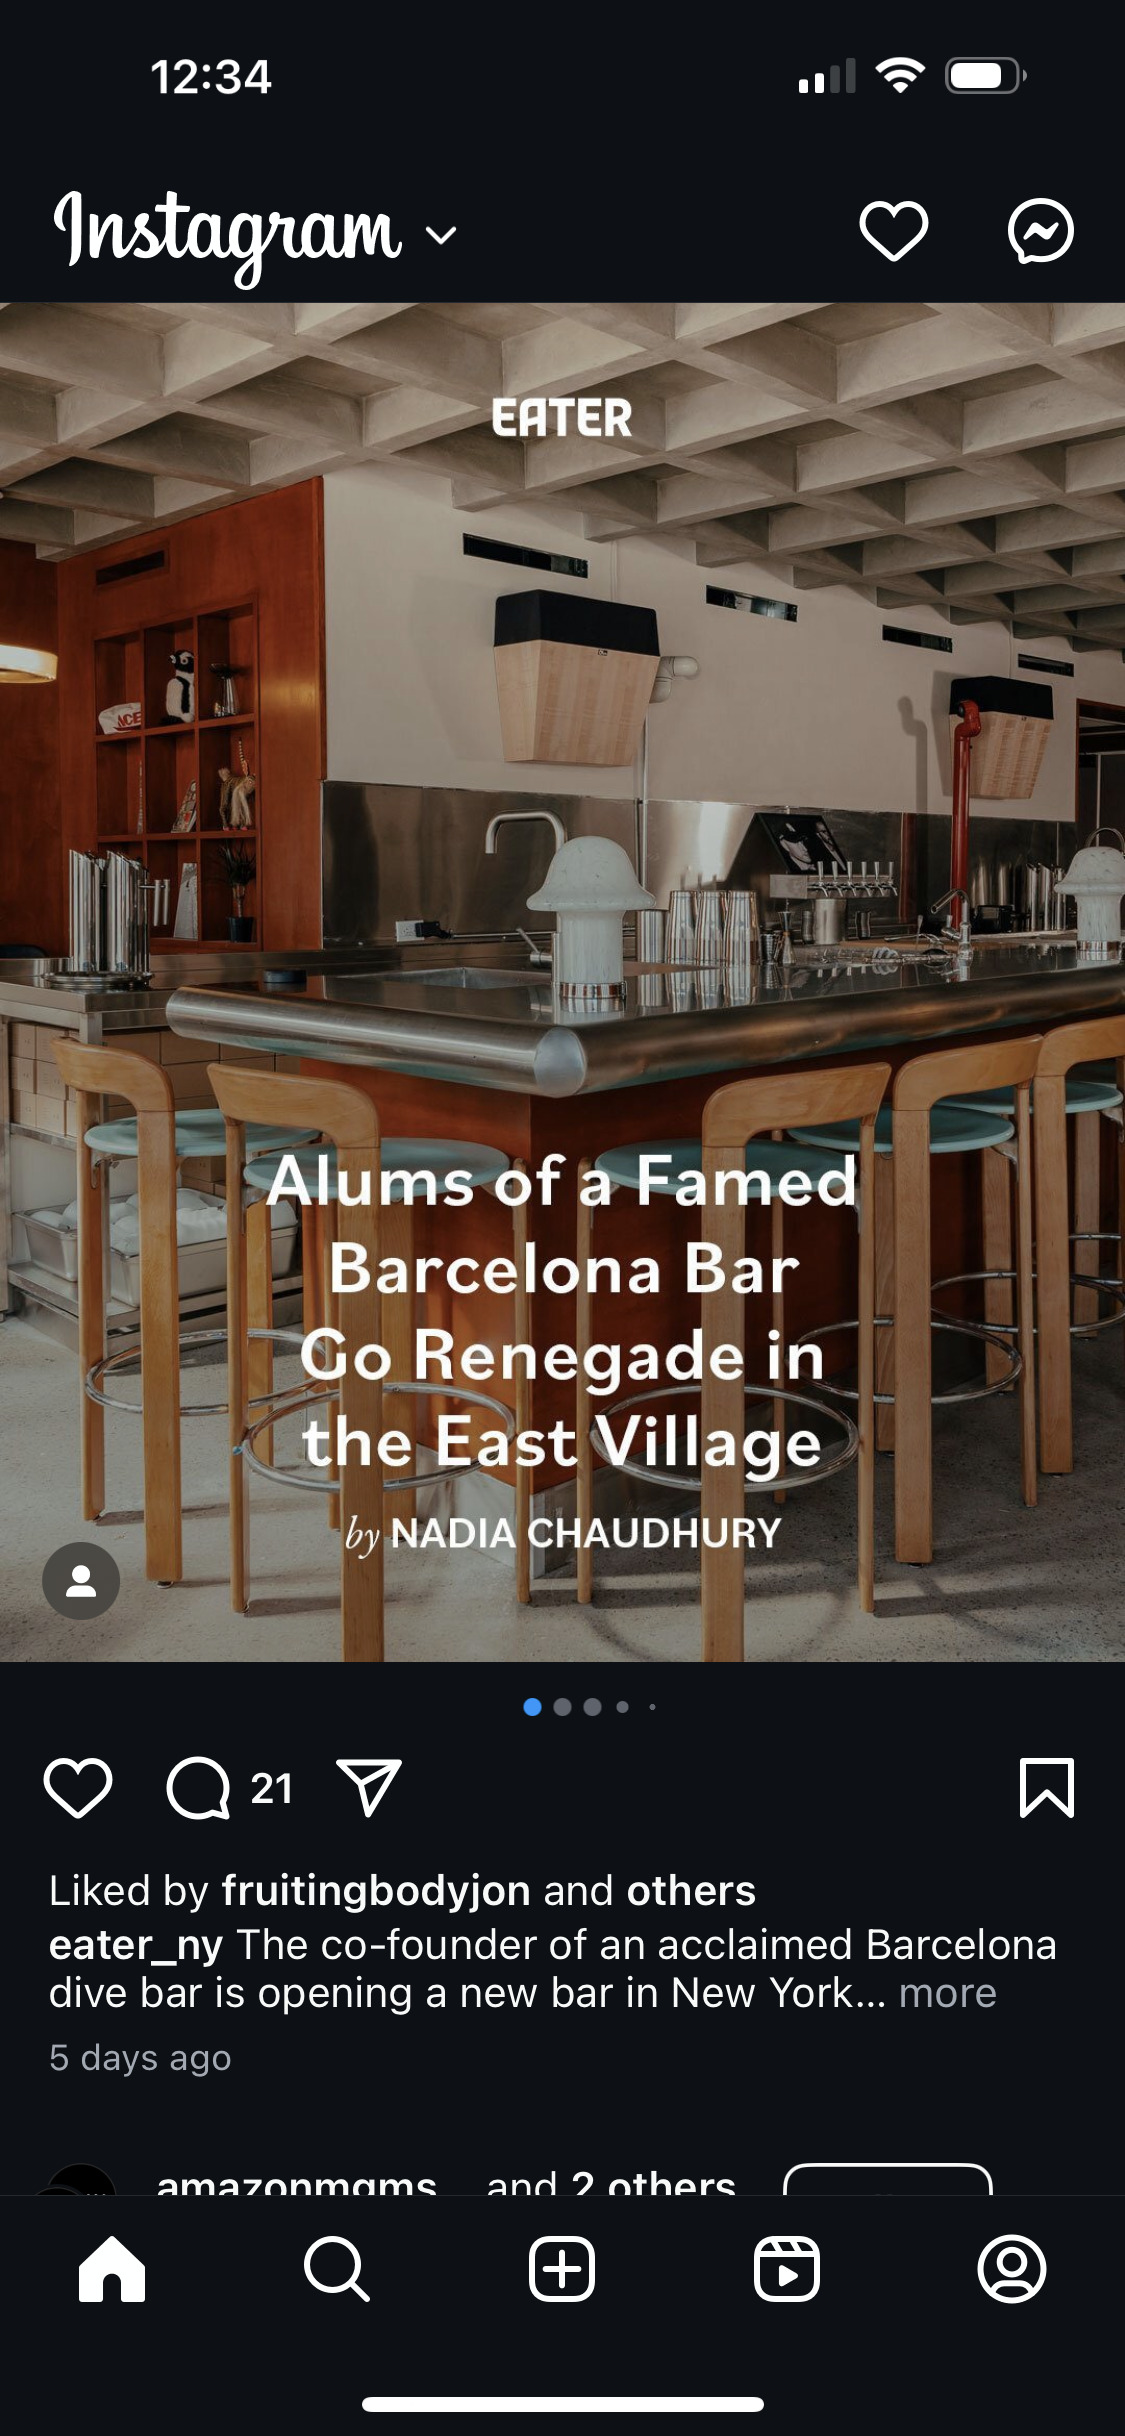 12:34
Instagram
EATER
ACE
Alums of a Famed
Barcelona Bar
Go Renegade in
the East Village
by NADIA CHAUDHURY
21
Liked by fruitingbodyjon and others
eater_ny The co-founder of an acclaimed Barcelona
dive bar is opening a new bar in New York... more
5 days ago
amazonmgms and 2 others